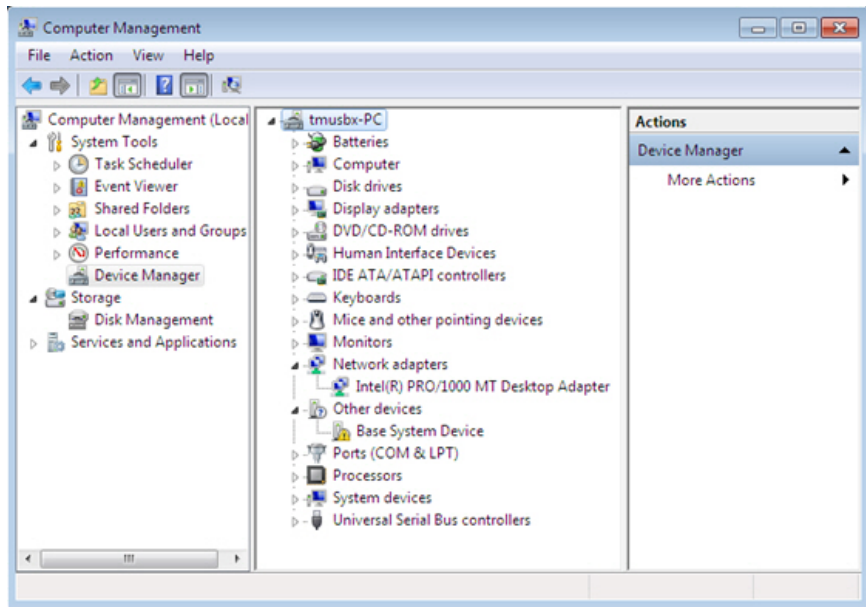 Computer Management
File Action View Help
Computer Management (Local
System Tools
Task Scheduler
Event Viewer
Shared Folders
Local Users and Groups
Performance
Device Manager
Storage
Disk Management
Services and Applications
tmusbx-PC
Batteries
Computer
Disk drives
Display adapters
DVD/CD-ROM drives
Human Interface Devices
IDE ATA/ATAPI controllers
Keyboards
Mice and other pointing devices
Monitors
Network adapters
Intel(R) PRO/1000 MT Desktop Adapter
Other devices
Base System Device
Ports (COM & LPT)
Processors
System devices
Universal Serial Bus controllers
Actions
Device Manager
More Actions